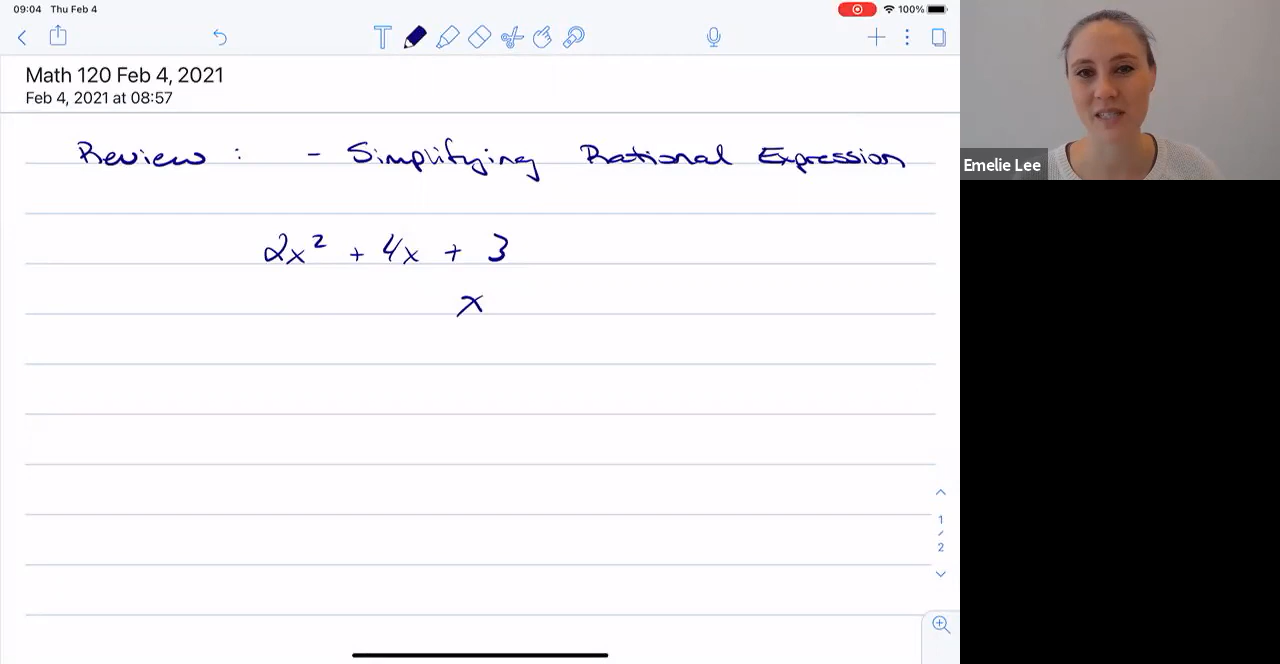 09:04 Thu Feb 4
100%
T
Math 120 Feb 4, 2021
Feb 4, 2021 at 08:57
Review : - Simplifying Rational Expression
2x² + 4x + 3
x
Emelie Lee
1
/
2